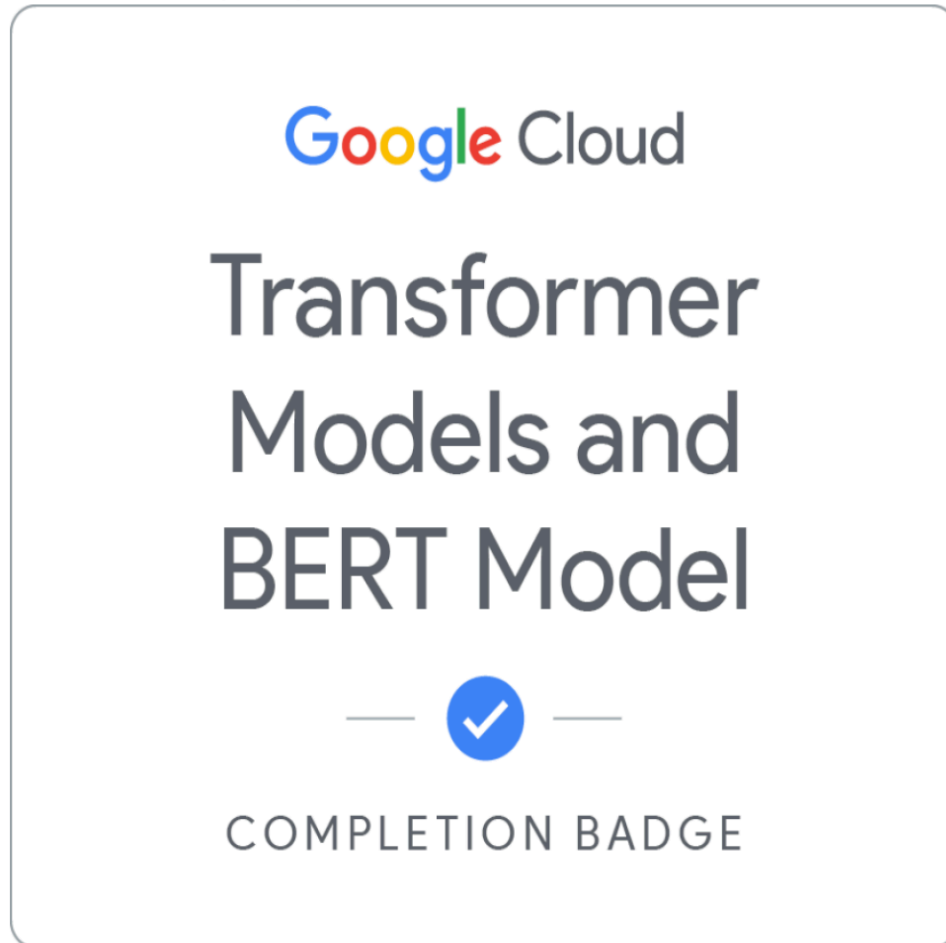 Google Cloud
Transformer
Models and
BERT Model
COMPLETION BADGE